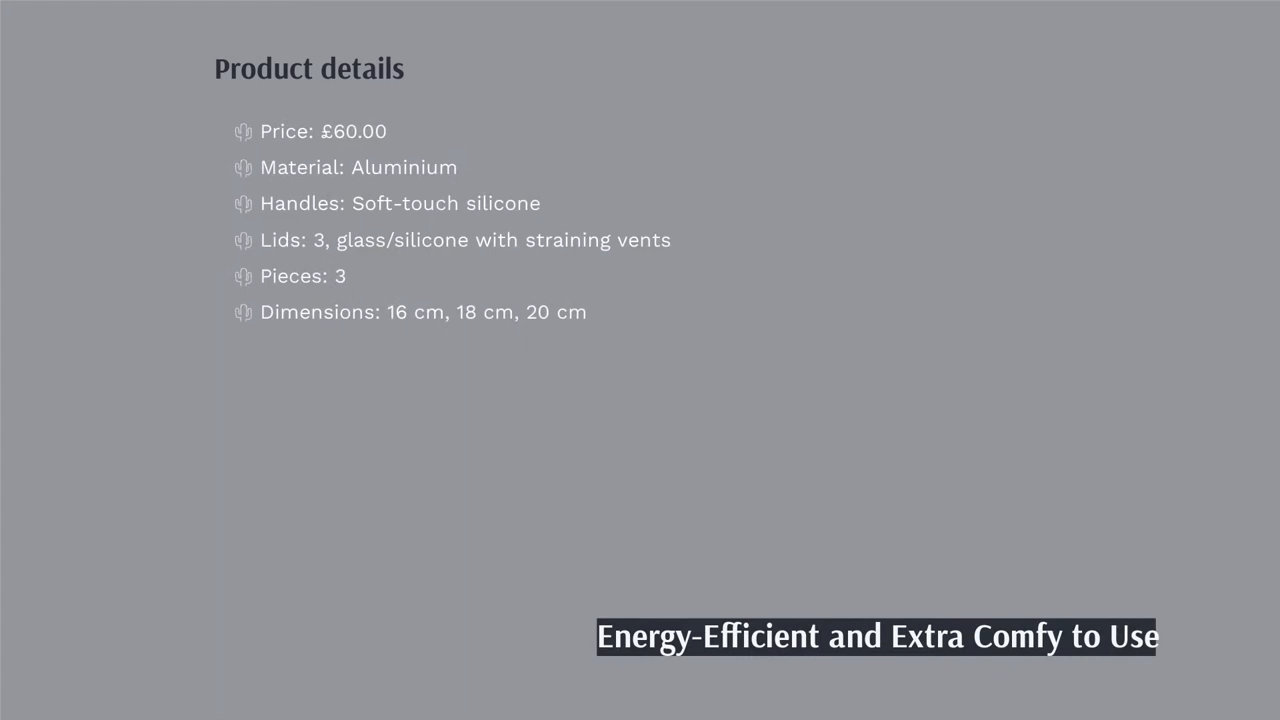 Product details
Price: £60.00
Material: Aluminium
Handles: Soft-touch silicone
Lids: 3, glass/silicone with straining vents
Pieces: 3
Dimensions: 16 cm, 18 cm, 20 cm
Energy-Efficient and Extra Comfy to Use